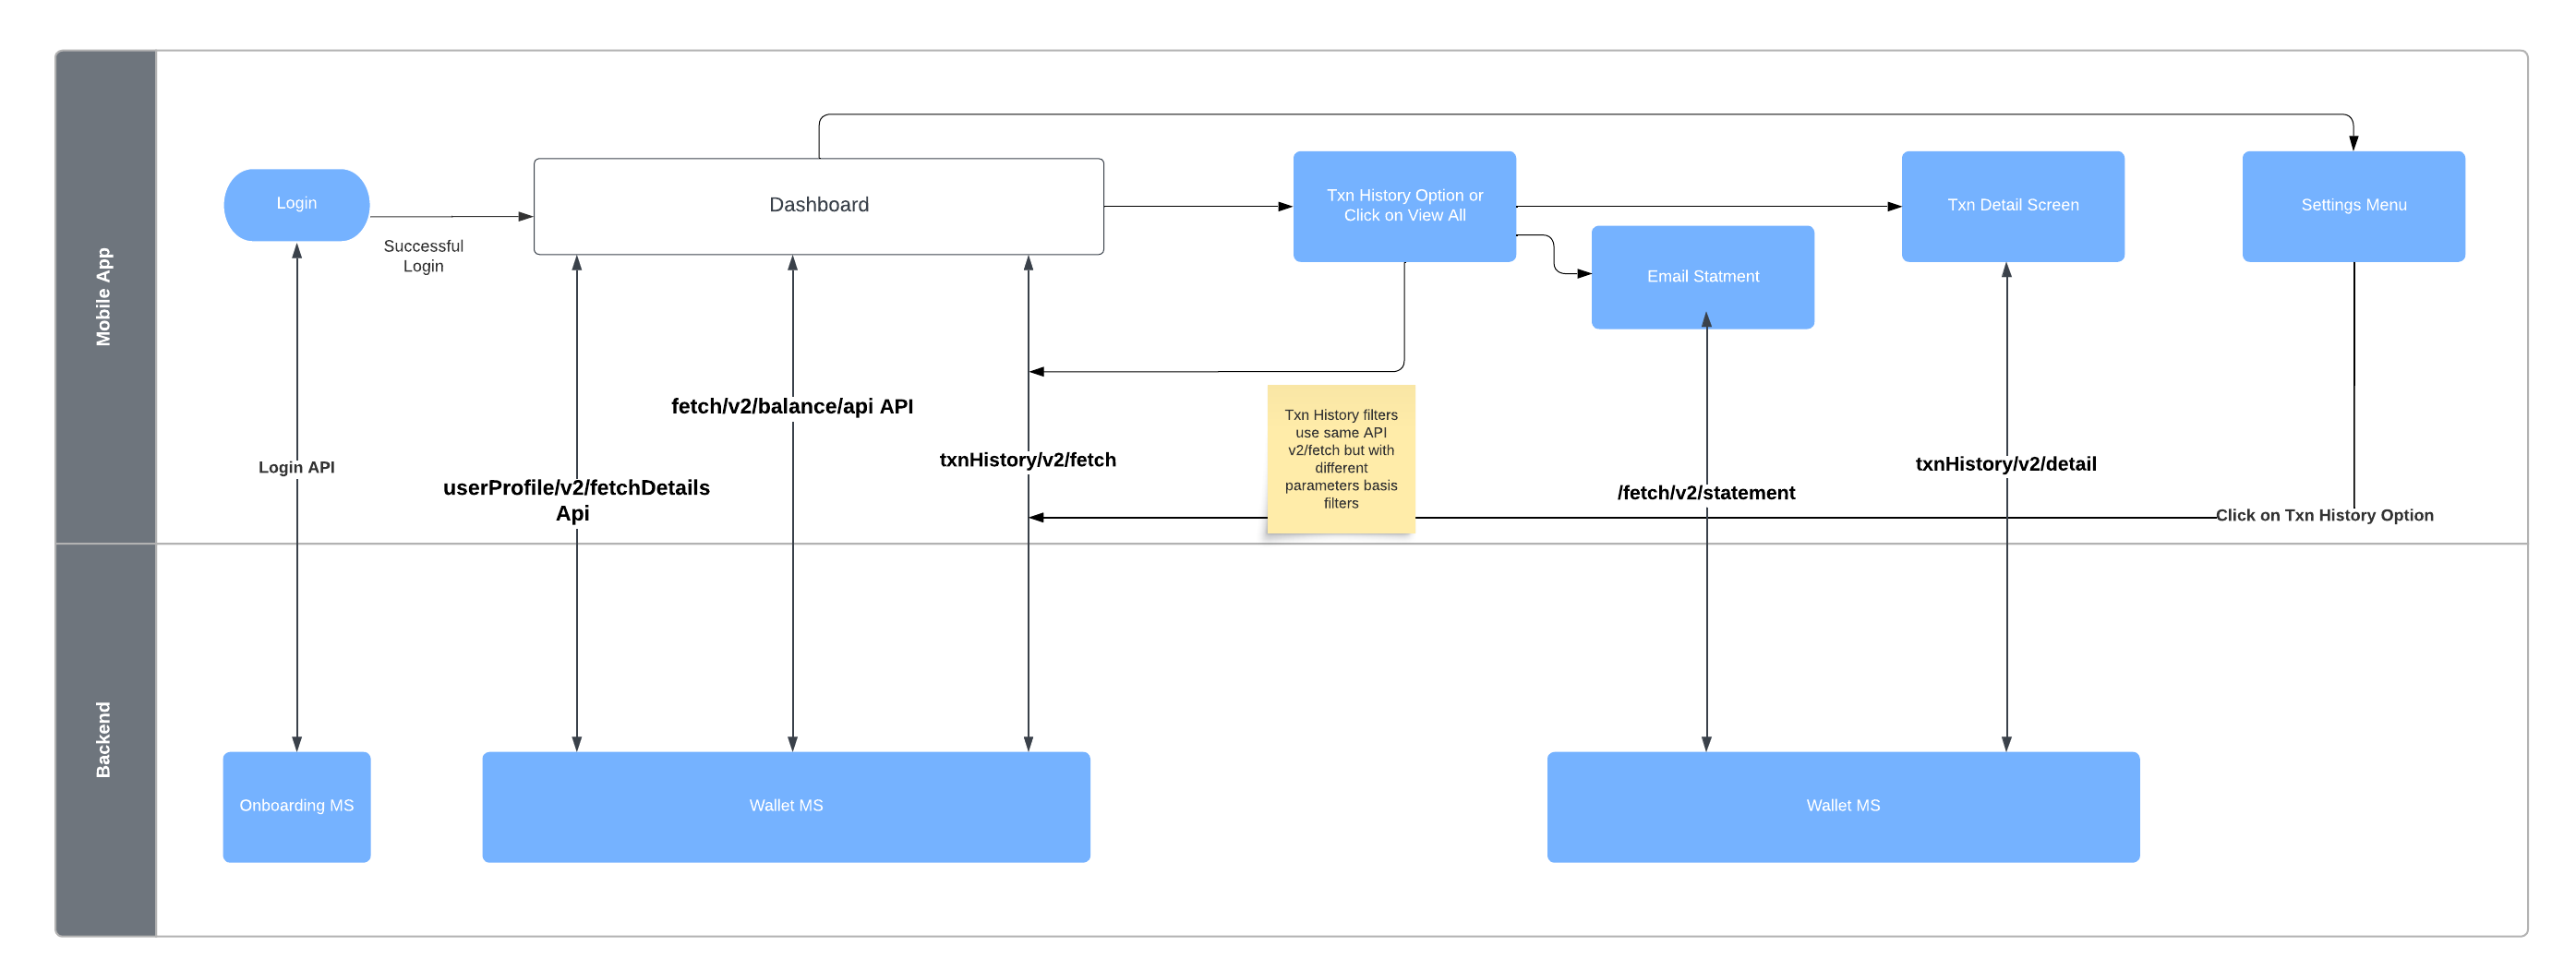 Mobile App
Login
Successful
Login
Dashboard
Txn History Option or
Click on View All
Email Statment
Txn Detail Screen
Settings Menu
Login API
userProfile/v2/fetchDetails
Api
fetch/v2/balance/api API
txnHistory/v2/fetch
Txn History filters
use same API
v2/fetch but with
different
parameters basis
filters
/fetch/v2/statement
txnHistory/v2/detail
Click on Txn History Option
Backend
Onboarding MS
Wallet MS
Wallet MS